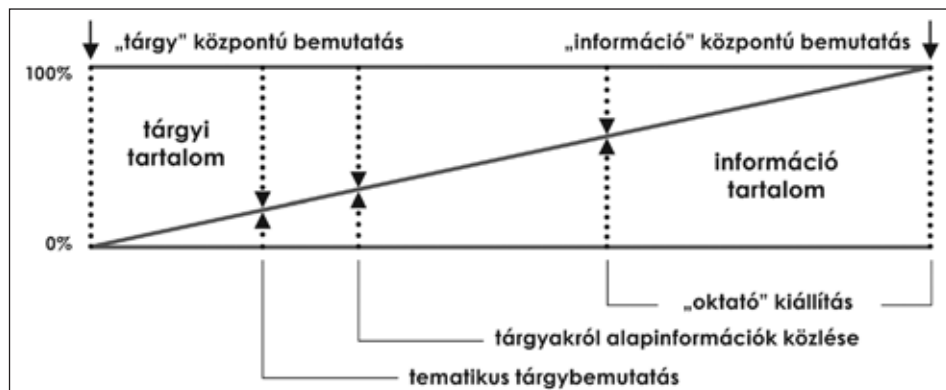 „tárgy” központú bemutatás
„információ” központú bemutatás
100%
tárgyi
tartalom
információ
tartalom
0%
„oktató” kiállítás
tárgyakról alapinformációk közlése
tematikus tárgybemutatás